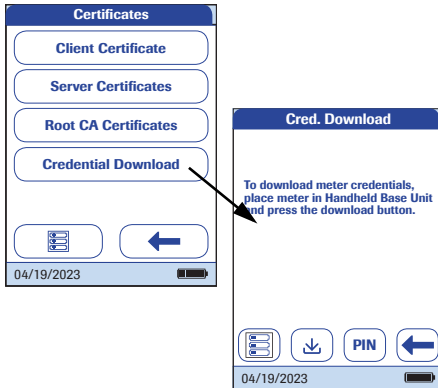 Certificates
Client Certificate
Server Certificates
Root CA Certificates
Credential Download
04/19/2023
Cred. Download
To download meter credentials,
place meter in Handheld Base Unit
and press the download button.
PIN
04/19/2023